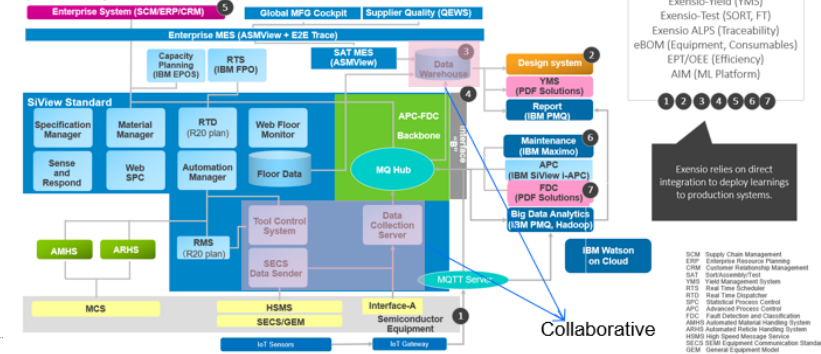 Enterprise System (SCM/ERP/CRM)
5
Global MFG Cockpit
Supplier Quality (QEWS)
Enterprise MES (ASMView + E2E Trace)
Capacity
Planning
(IBM EPOS)
RTS
(IBM FPO)
SAT MES
(ASMView)
3
Data
Warehouse
Design system
2
YMS
(PDF Solutions)
Report
(IBM PMQ)
SiView Standard
4
Specification
Manager
Material
Manager
RTD
(R20 plan)
Web Floor
Monitor
APC-FDC
Backbone
Interface
"B"
Sense
and
Respond
Web
SPC
Automation
Manager
Floor Data
MQ Hub
Maintenance
(IBM Maximo)
6
APC
(IBM SiView i-APC)
FDC
(PDF Solutions)
7
Big Data Analytics
(IBM PMQ, Hadoop)
AMHS
ARHS
RMS
(R20 plan)
Tool Control
System
Data
Collection
Server
SECS
Data Sender
MQTT Server
IBM Watson
on Cloud
MCS
HSMS
SECS/GEM
Interface-A
Semiconductor
Equipment
1
IoT Sensors
IoT Gateway
Collaborative
Exensio-Yield (YMS)
Exensio-Test (SORT, FT)
Exensio ALPS (Traceability)
eBOM (Equipment, Consumables)
EPT/OEE (Efficiency)
AIM (ML Platform)
1 2 3 4 5 6 7
Exensio relies on direct
integration to deploy learnings
to production systems.
SCM Supply Chain Management
ERP Enterprise Resource Planning
CRM Customer Relationship Management
SAT Sort/Assembly/Test
YMS Yield Management System
RTS Real Time Scheduler
RTD Real Time Dispatcher
SPC Statistical Process Control
APC Advanced Process Control
FDC Fault Detection and Classification
AMHS Automated Material Handling System
ARHS Automated Reticle Handling System
HSMS High Speed Message Service
SECS SEMI Equipment Communication Standa
GEM General Equipment Model